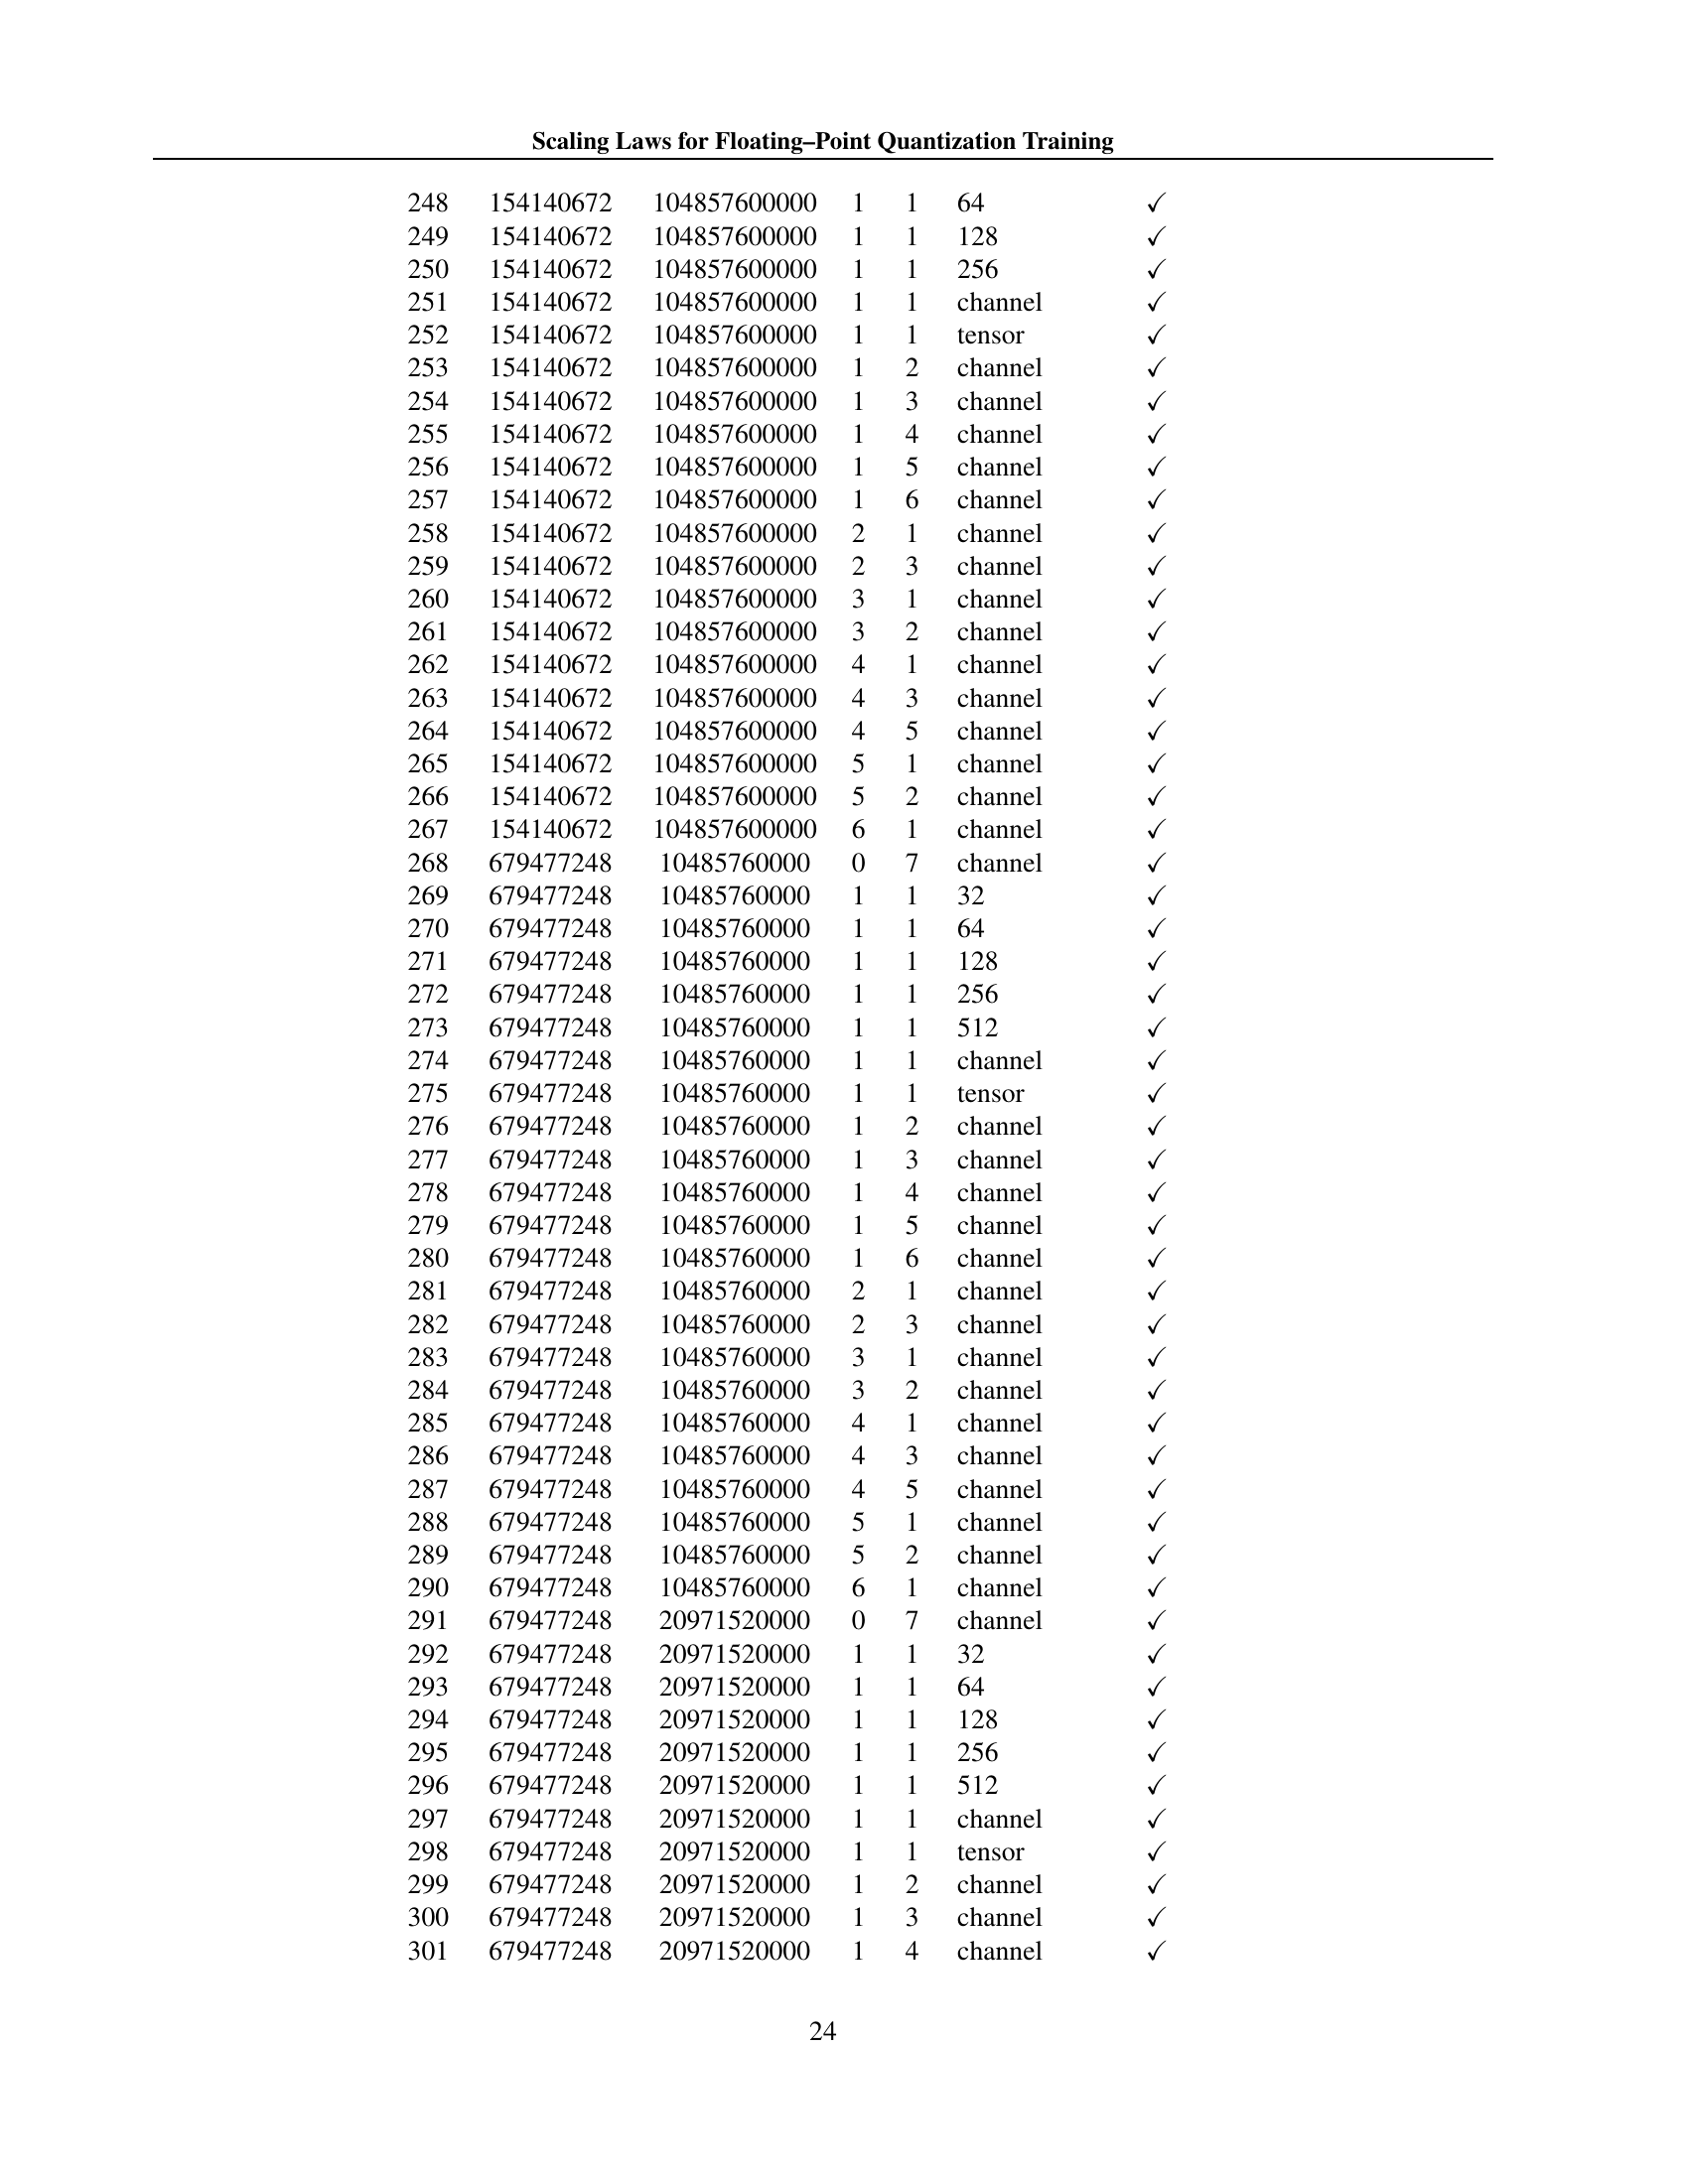 Scaling Laws for Floating–Point Quantization Training
248 154140672 104857600000 1 1 64 ✓
249 154140672 104857600000 1 1 128 ✓
250 154140672 104857600000 1 1 256 ✓
251 154140672 104857600000 1 1 channel ✓
252 154140672 104857600000 1 1 tensor ✓
253 154140672 104857600000 1 2 channel ✓
254 154140672 104857600000 1 3 channel ✓
255 154140672 104857600000 1 4 channel ✓
256 154140672 104857600000 1 5 channel ✓
257 154140672 104857600000 1 6 channel ✓
258 154140672 104857600000 2 1 channel ✓
259 154140672 104857600000 2 3 channel ✓
260 154140672 104857600000 3 1 channel ✓
261 154140672 104857600000 3 2 channel ✓
262 154140672 104857600000 4 1 channel ✓
263 154140672 104857600000 4 3 channel ✓
264 154140672 104857600000 4 5 channel ✓
265 154140672 104857600000 5 1 channel ✓
266 154140672 104857600000 5 2 channel ✓
267 154140672 104857600000 6 1 channel ✓
268 679477248 10485760000 0 7 channel ✓
269 679477248 10485760000 1 1 32 ✓
270 679477248 10485760000 1 1 64 ✓
271 679477248 10485760000 1 1 128 ✓
272 679477248 10485760000 1 1 256 ✓
273 679477248 10485760000 1 1 512 ✓
274 679477248 10485760000 1 1 channel ✓
275 679477248 10485760000 1 1 tensor ✓
276 679477248 10485760000 1 2 channel ✓
277 679477248 10485760000 1 3 channel ✓
278 679477248 10485760000 1 4 channel ✓
279 679477248 10485760000 1 5 channel ✓
280 679477248 10485760000 1 6 channel ✓
281 679477248 10485760000 2 1 channel ✓
282 679477248 10485760000 2 3 channel ✓
283 679477248 10485760000 3 1 channel ✓
284 679477248 10485760000 3 2 channel ✓
285 679477248 10485760000 4 1 channel ✓
286 679477248 10485760000 4 3 channel ✓
287 679477248 10485760000 4 5 channel ✓
288 679477248 10485760000 5 1 channel ✓
289 679477248 10485760000 5 2 channel ✓
290 679477248 10485760000 6 1 channel ✓
291 679477248 20971520000 0 7 channel ✓
292 679477248 20971520000 1 1 32 ✓
293 679477248 20971520000 1 1 64 ✓
294 679477248 20971520000 1 1 128 ✓
295 679477248 20971520000 1 1 256 ✓
296 679477248 20971520000 1 1 512 ✓
297 679477248 20971520000 1 1 channel ✓
298 679477248 20971520000 1 1 tensor ✓
299 679477248 20971520000 1 2 channel ✓
300 679477248 20971520000 1 3 channel ✓
301 679477248 20971520000 1 4 channel ✓
24